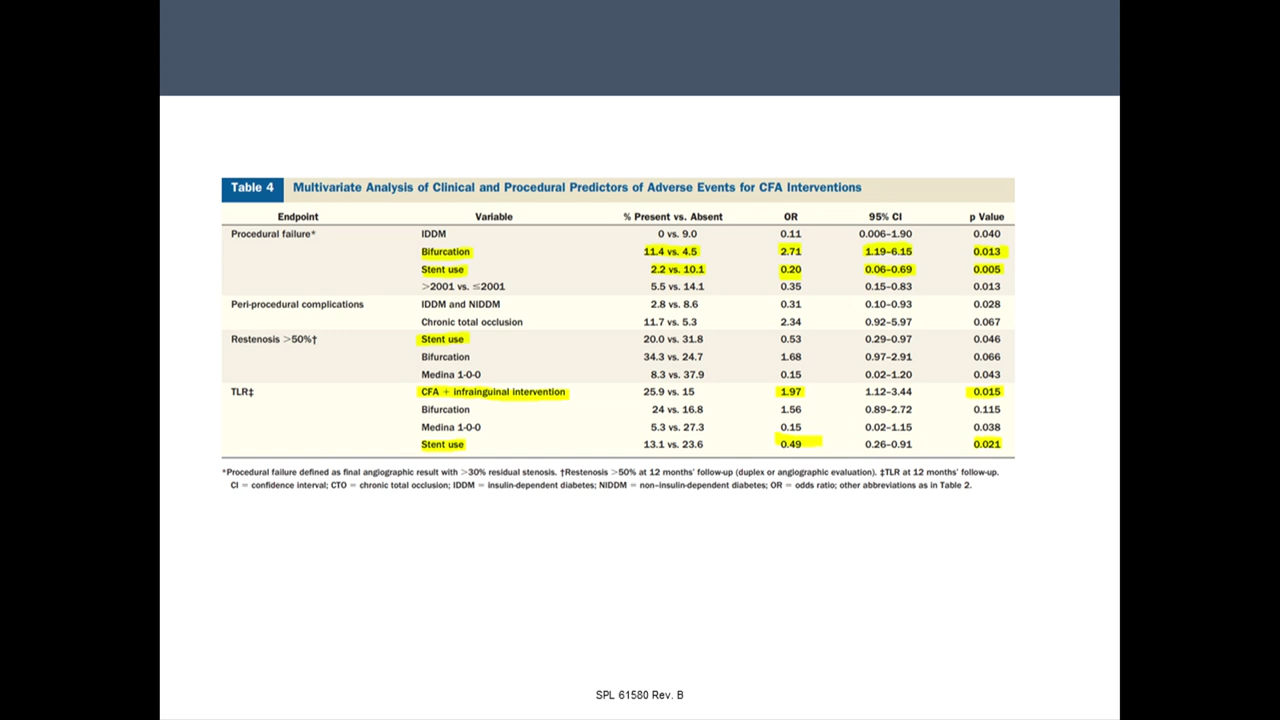 Table 4 Multivariate Analysis of Clinical and Procedural Predictors of Adverse Events for CFA Interventions
Endpoint Variable % Present vs. Absent OR 95% CI p Value
Procedural failure* IDDM 0 vs. 9.0 0.11 0.006–1.90 0.040
Bifurcation 11.4 vs. 4.5 2.71 1.19–6.15 0.013
Stent use 2.2 vs. 10.1 0.20 0.06–0.69 0.005
>2001 vs. ≤2001 5.5 vs. 14.1 0.35 0.15–0.83 0.013
Peri-procedural complications IDDM and NIDDM 2.8 vs. 8.6 0.31 0.10–0.93 0.028
Chronic total occlusion 11.7 vs. 5.3 2.34 0.92–5.97 0.067
Restenosis >50%† Stent use 20.0 vs. 31.8 0.53 0.29–0.97 0.046
Bifurcation 34.3 vs. 24.7 1.68 0.97–2.91 0.066
Medina 1-0-0 8.3 vs. 37.9 0.15 0.02–1.20 0.043
TLR‡ CFA + infrainguinal intervention 25.9 vs. 15 1.97 1.12–3.44 0.015
Bifurcation 24 vs. 16.8 1.56 0.89–2.72 0.115
Medina 1-0-0 5.3 vs. 27.3 0.15 0.02–1.15 0.038
Stent use 13.1 vs. 23.6 0.49 0.26–0.91 0.021
*Procedural failure defined as final angiographic result with >30% residual stenosis. †Restenosis >50% at 12 months' follow-up (duplex or angiographic evaluation). ‡TLR at 12 months' follow-up.
CI = confidence interval; CTO = chronic total occlusion; IDDM = insulin-dependent diabetes; NIDDM = non–insulin-dependent diabetes; OR = odds ratio; other abbreviations as in Table 2.
SPL 61580 Rev. B